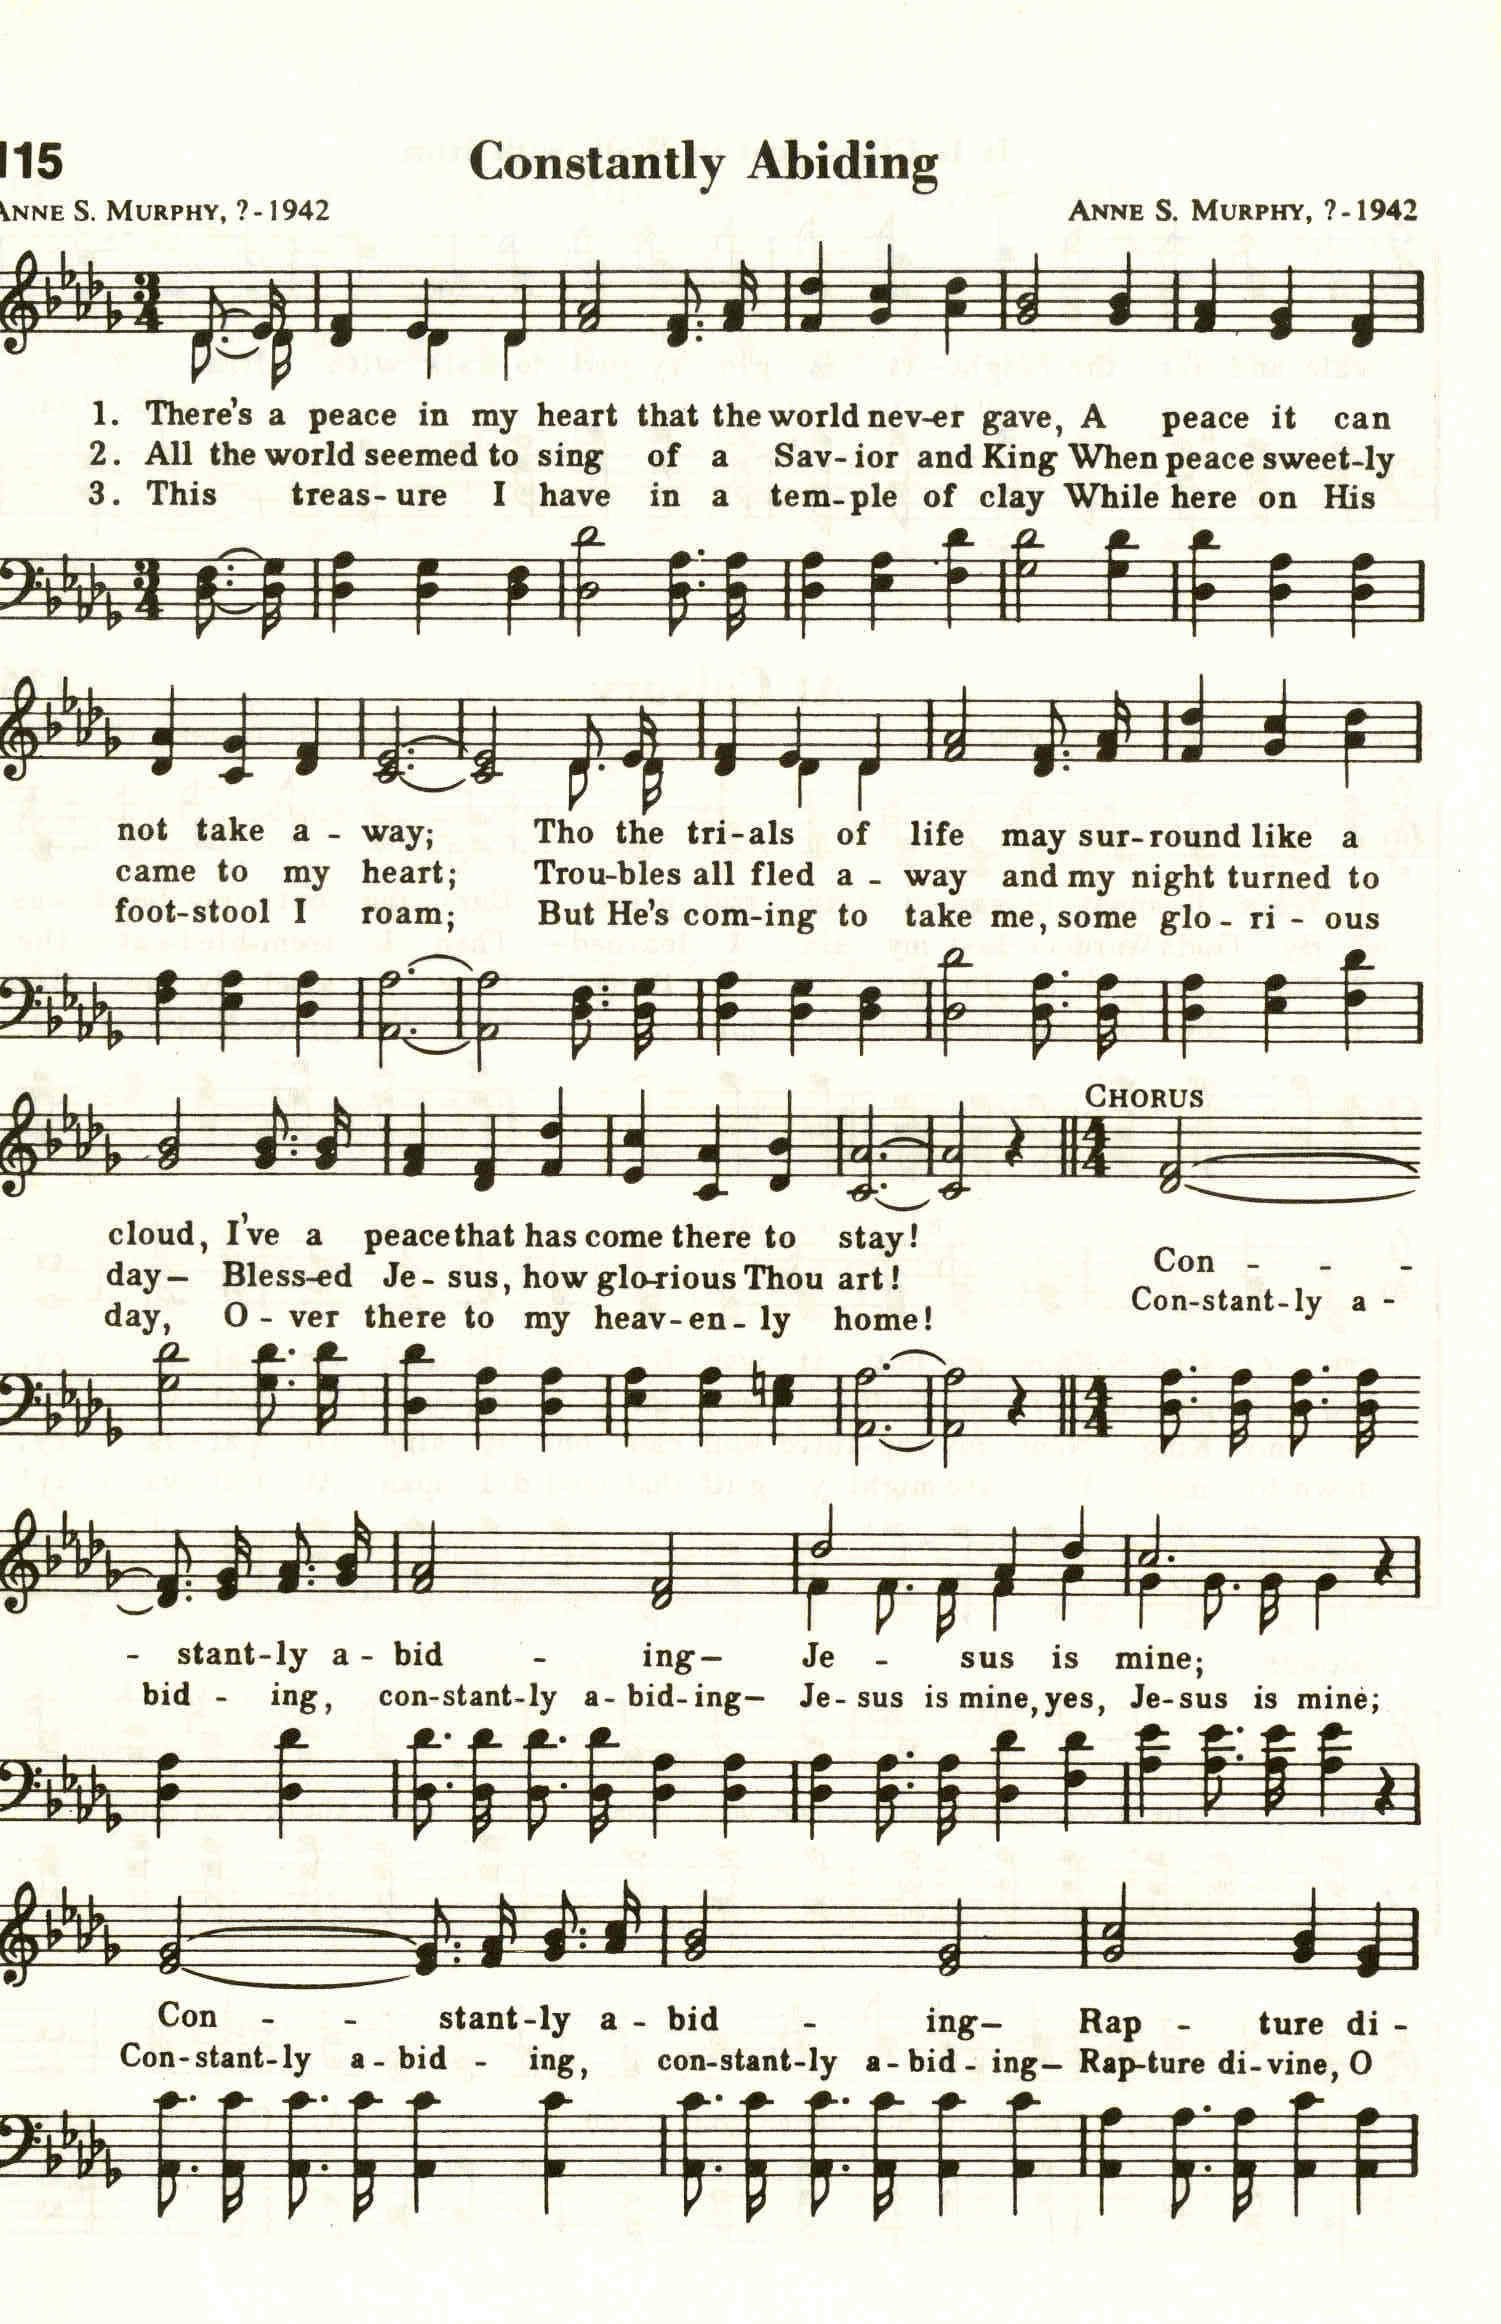 115
Constantly Abiding
ANNE S. MURPHY, ?-1942
ANNE S. MURPHY, ?-1942
1. There's a peace in my heart that the world nev-er gave, A peace it can
2. All the world seemed to sing of a Sav-ior and King When peace sweet-ly
3. This treas-ure I have in a tem-ple of clay While here on His
not take a-way; Tho the tri-als of life may sur-round like a
came to my heart; Trou-bles all fled a-way and my night turned to
foot-stool I roam; But He's com-ing to take me, some glo-ri-ous
CHORUS
cloud, I've a peace that has come there to stay!
day— Bless-ed Je-sus, how glo-rious Thou art!
day, O-ver there to my heav-en-ly home!
Con - - -
Con-stant-ly a-
- stant-ly a-bid - ing— Je - sus is mine;
bid - ing, con-stant-ly a-bid-ing— Je-sus is mine, yes, Je-sus is mine;
Con - - stant-ly a-bid - ing— Rap - ture di-
Con-stant-ly a-bid - ing, con-stant-ly a-bid-ing— Rap-ture di-vine, O